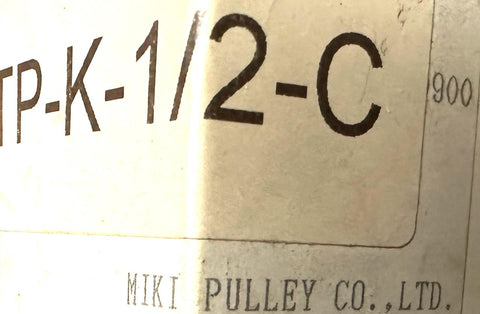 TP-K-1/2-C
900
MIKI PULLEY CO.,LTD.